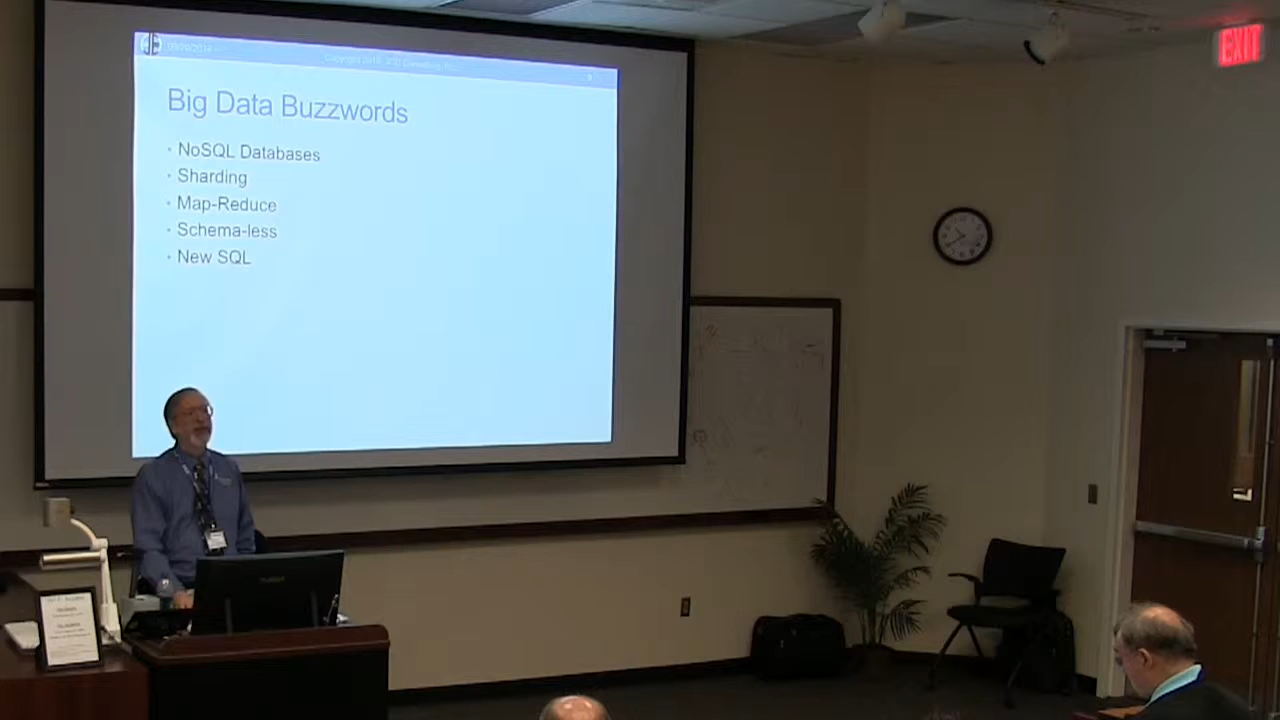 Big Data Buzzwords
• NoSQL Databases
• Sharding
• Map-Reduce
• Schema-less
• New SQL
EXIT